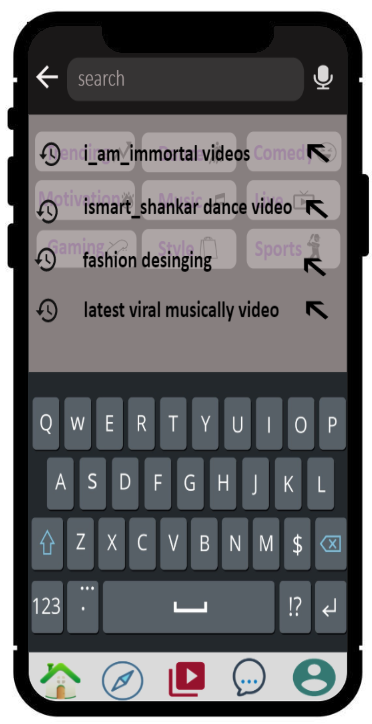 search
Trending Dance Comedy
i_am_immortal videos
Motivation Music Live
ismart_shankar dance video
Gaming Style Sports
fashion desinging
latest viral musically video
Q W E R T Y U I O P
A S D F G H J K L
Z X C V B N M $
123 ... . !?